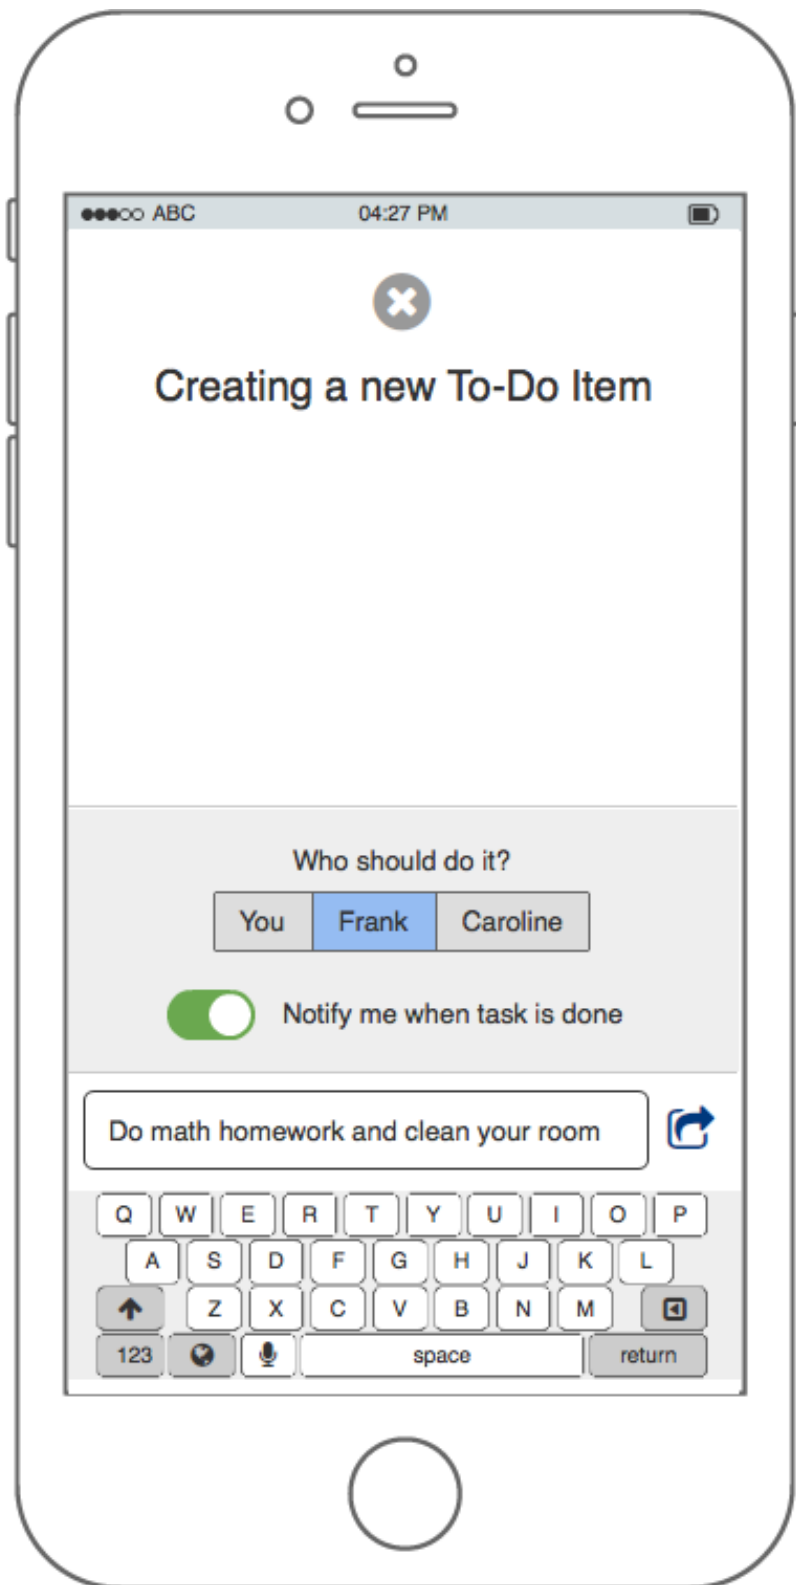 ABC 04:27 PM
Creating a new To-Do Item
Who should do it?
You Frank Caroline
Notify me when task is done
Do math homework and clean your room
Q W E R T Y U I O P
A S D F G H J K L
Z X C V B N M
123 space return